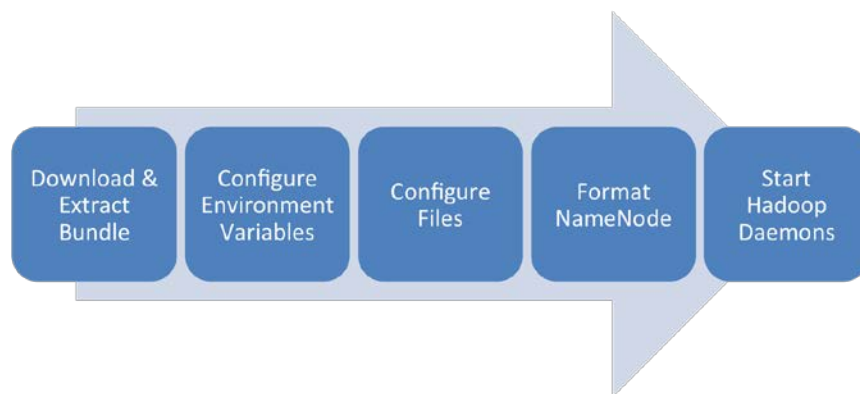 Download &
Extract
Bundle
Configure
Environment
Variables
Configure
Files
Format
NameNode
Start
Hadoop
Daemons